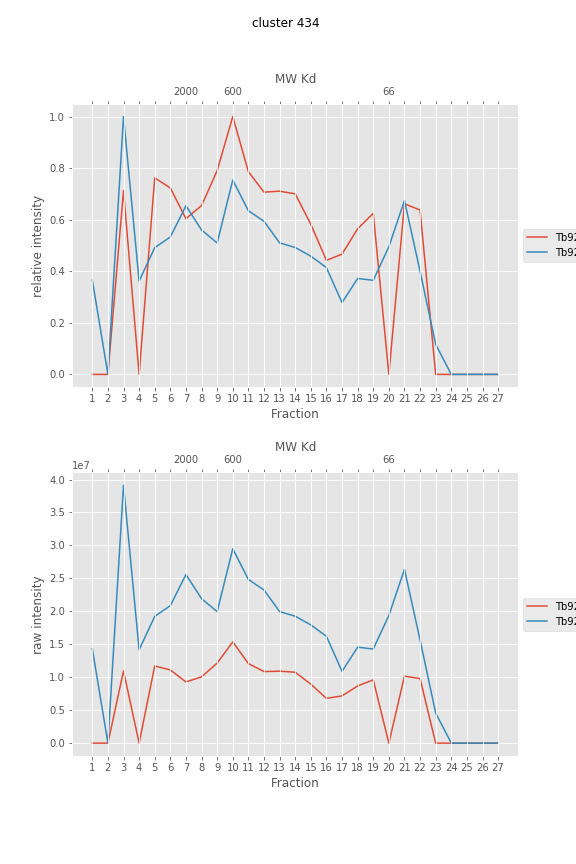 cluster 434
MW Kd
2000 600 66
1.0
0.8
0.6
0.4
0.2
0.0
relative intensity
Tb92
Tb92
1 2 3 4 5 6 7 8 9 10 11 12 13 14 15 16 17 18 19 20 21 22 23 24 25 26 27
Fraction
MW Kd
1e7
2000 600 66
4.0
3.5
3.0
2.5
2.0
1.5
1.0
0.5
0.0
raw intensity
Tb92
Tb92
1 2 3 4 5 6 7 8 9 10 11 12 13 14 15 16 17 18 19 20 21 22 23 24 25 26 27
Fraction